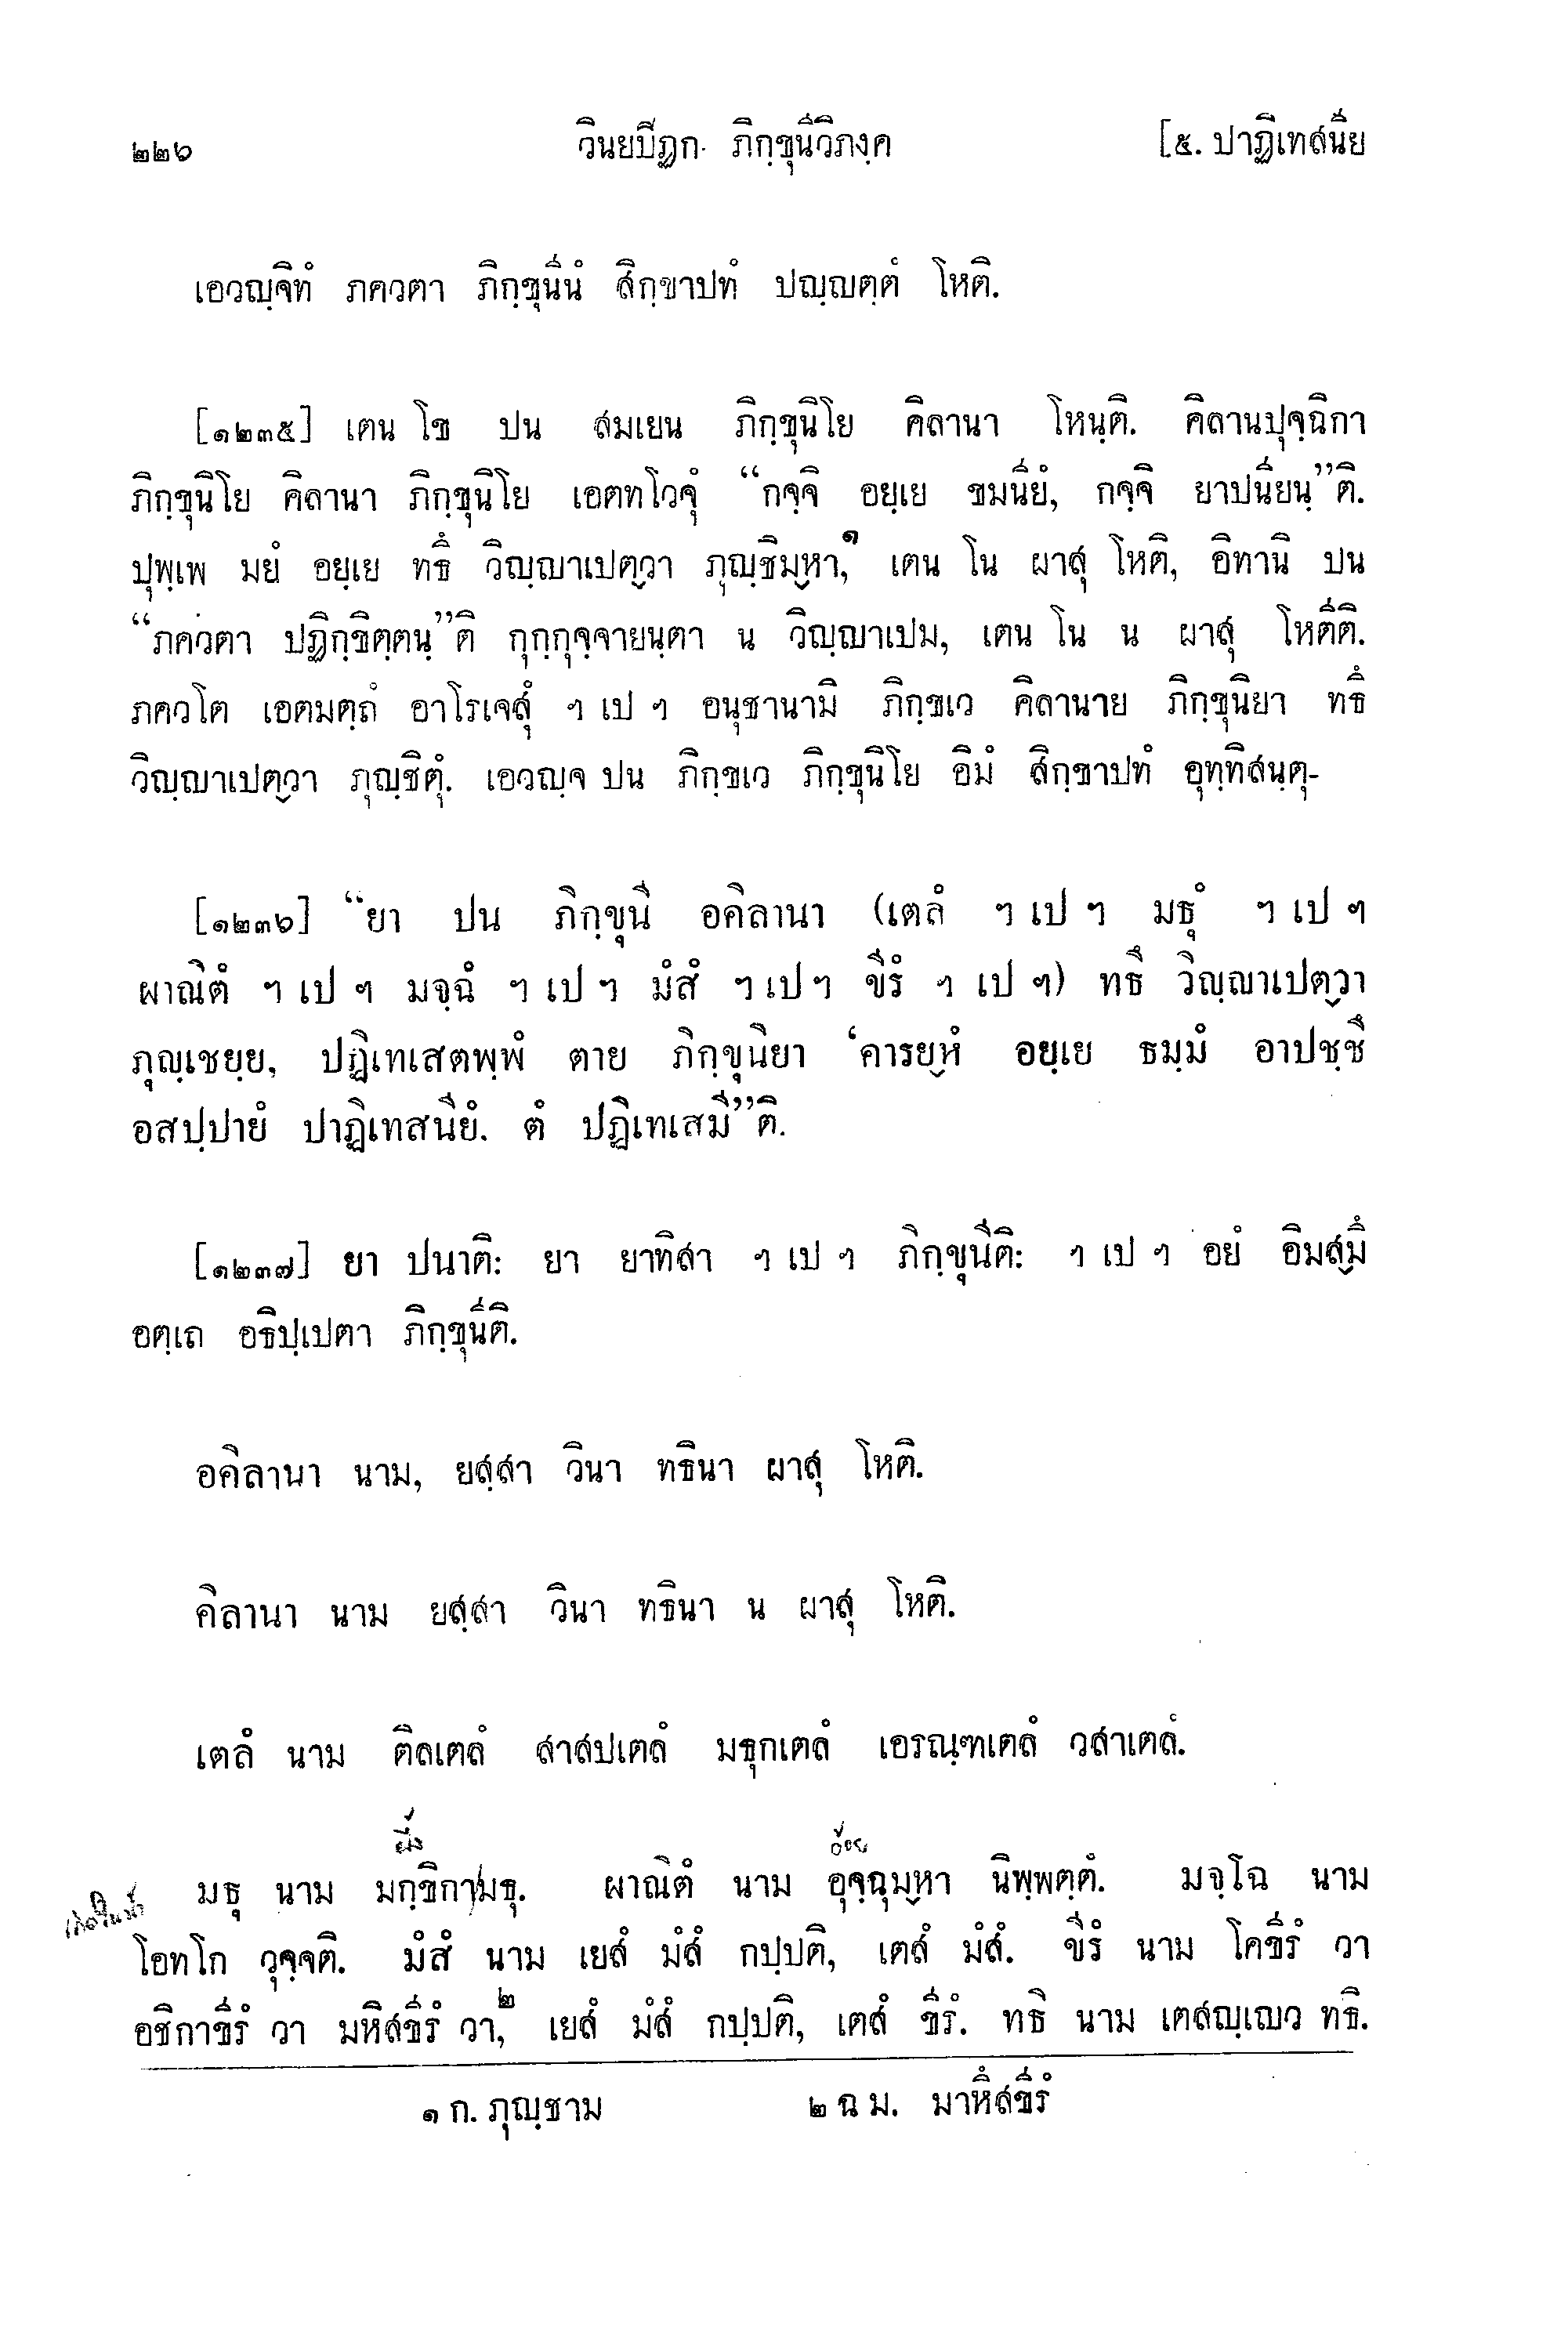 ๒๒๖ วินยปีฏก ภิกฺขุนีวิภงฺค [๕. ปาฏิเทสนีย
เอวญฺจิทํ ภควตา ภิกฺขุนีนํ สิกฺขาปทํ ปญฺญตฺตํ โหติ.
[๑๒๓๕] เตน โข ปน สมเยน ภิกฺขุนิโย คิลานา โหนฺติ. คิลานปุจฺฉิกา
ภิกฺขุนิโย คิลานา ภิกฺขุนิโย เอตทโวจุํ “กจฺจิ อยฺเย ขมนียํ, กจฺจิ ยาปนียนฺ”ติ.
ปุพฺเพ มยํ อยฺเย ทธึ วิญฺญาเปตฺวา ภุญฺชิมฺหา,๑ เตน โน ผาสุ โหติ, อิทานิ ปน
“ภควตา ปฏิกฺขิตฺตนฺ”ติ กุกฺกุจฺจายนฺตา น วิญฺญาเปม, เตน โน น ผาสุ โหตีติ.
ภควโต เอตมตฺถํ อาโรเจสุํ ฯ เป ฯ อนุชานามิ ภิกฺขเว คิลานาย ภิกฺขุนิยา ทธึ
วิญฺญาเปตฺวา ภุญฺชิตุํ. เอวญฺจ ปน ภิกฺขเว ภิกฺขุนิโย อิมํ สิกฺขาปทํ อุทฺทิสนฺตุ-
[๑๒๓๖] “ยา ปน ภิกฺขุนี อคิลานา (เตลํ ฯ เป ฯ มธุํ ฯ เป ฯ
ผาณิตํ ฯ เป ฯ มจฺฉํ ฯ เป ฯ มํสํ ฯ เป ฯ ขีรํ ฯ เป ฯ) ทธึ วิญฺญาเปตฺวา
ภุญฺเชยฺย, ปฏิเทเสตพฺพํ ตาย ภิกฺขุนิยา ‘คารยฺหํ อยฺเย ธมฺมํ อาปชฺชึ
อสปฺปายํ ปาฏิเทสนียํ. ตํ ปฏิเทเสมี”ติ.
[๑๒๓๗] ยา ปนาติ: ยา ยาทิสา ฯ เป ฯ ภิกฺขุนีติ: ฯ เป ฯ อยํ อิมสฺมึ
อตฺเถ อธิปฺเปตา ภิกฺขุนีติ.
อคิลานา นาม, ยสฺสา วินา ทธินา ผาสุ โหติ.
คิลานา นาม ยสฺสา วินา ทธินา น ผาสุ โหติ.
เตลํ นาม ติลเตลํ สาสปเตลํ มธุกเตลํ เอรณฺฑเตลํ วสาเตลํ.
ผึ้ง อ้อย
มธุ นาม มกฺขิกามธุ. ผาณิตํ นาม อุจฺฉุมฺหา นิพฺพตฺตํ. มจฺโฉ นาม
เกิดในน้ำ
โอทโก วุจฺจติ. มํสํ นาม เยสํ มํสํ กปฺปติ, เตสํ มํสํ. ขีรํ นาม โคขีรํ วา
อชิกาขีรํ วา มหิสขีรํ วา,๒ เยสํ มํสํ กปฺปติ, เตสํ ขีรํ. ทธิ นาม เตสญฺเญว ทธิ.
๑ ก. ภุญฺชาม ๒ ฉ ม. มาหึสขีรํ